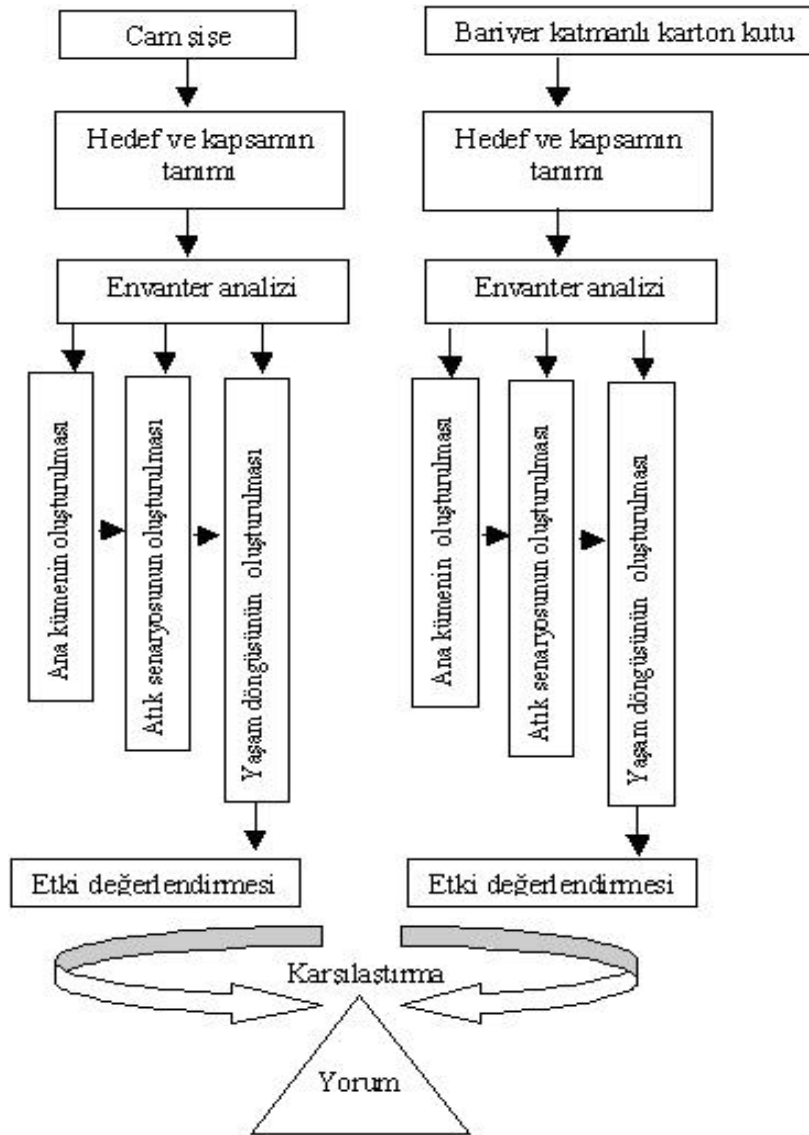 Cam şişe
Hedef ve kapsamın
tanımı
Envanter analizi
Ana kümenin oluşturulması
Atık senaryosunun oluşturulması
Yaşam döngüsünün oluşturulması
Etki değerlendirmesi
Bariyer katmanlı karton kutu
Hedef ve kapsamın
tanımı
Envanter analizi
Ana kümenin oluşturulması
Atık senaryosunun oluşturulması
Yaşam döngüsünün oluşturulması
Etki değerlendirmesi
Karşılaştırma
Yorum